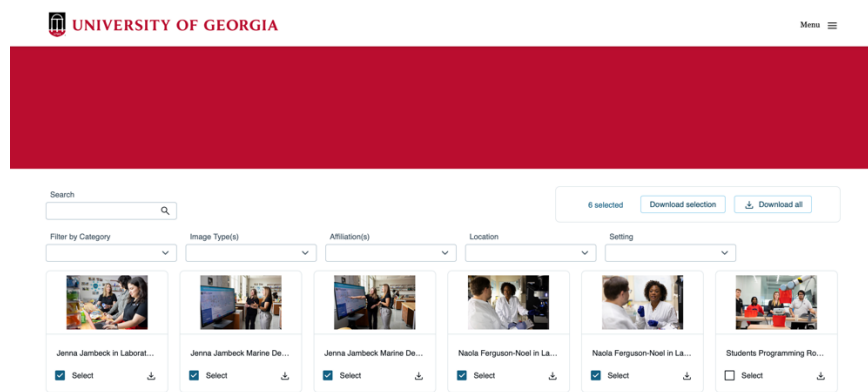 UNIVERSITY OF GEORGIA
Menu
Search
6 selected
Download selection
Download all
Filter by Category
Image Type(s)
Affiliation(s)
Location
Setting
Jenna Jambeck in Laborat...
Jenna Jambeck Marine De...
Jenna Jambeck Marine De...
Naola Ferguson-Noel in La...
Naola Ferguson-Noel in La...
Students Programming Ro...
Select
Select
Select
Select
Select
Select